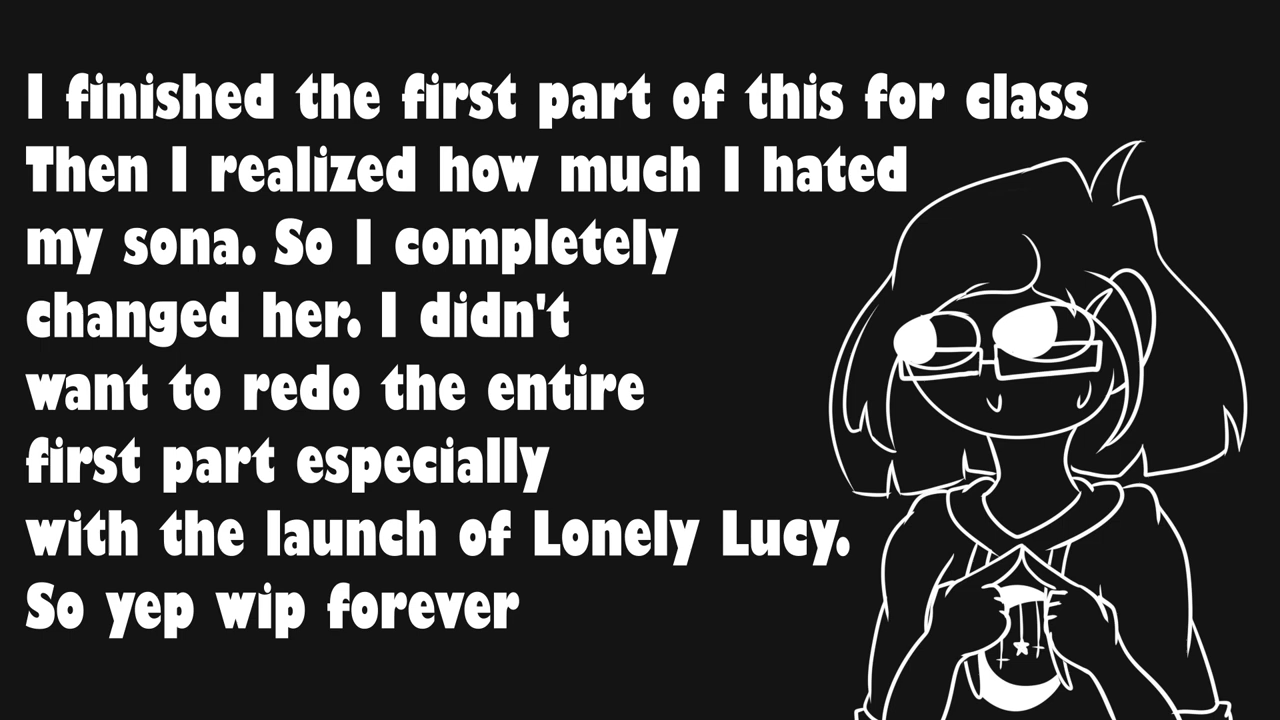 I finished the first part of this for class
Then I realized how much I hated
my sona. So I completely
changed her. I didn't
want to redo the entire
first part especially
with the launch of Lonely Lucy.
So yep wip forever